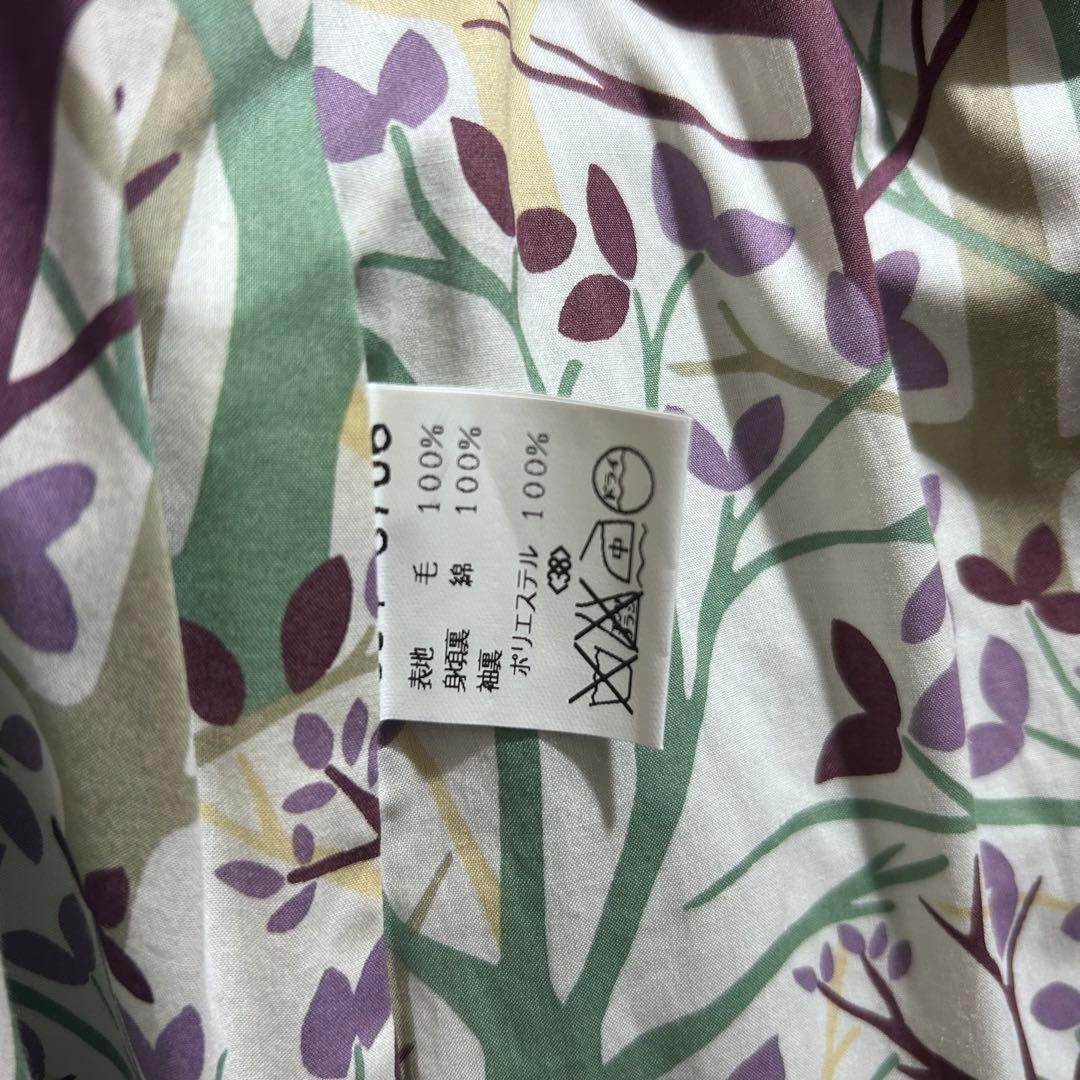 表地 毛 100%
身頃裏 綿 100%
袖裏
ポリエステル 100%
<38>
中
ドライ